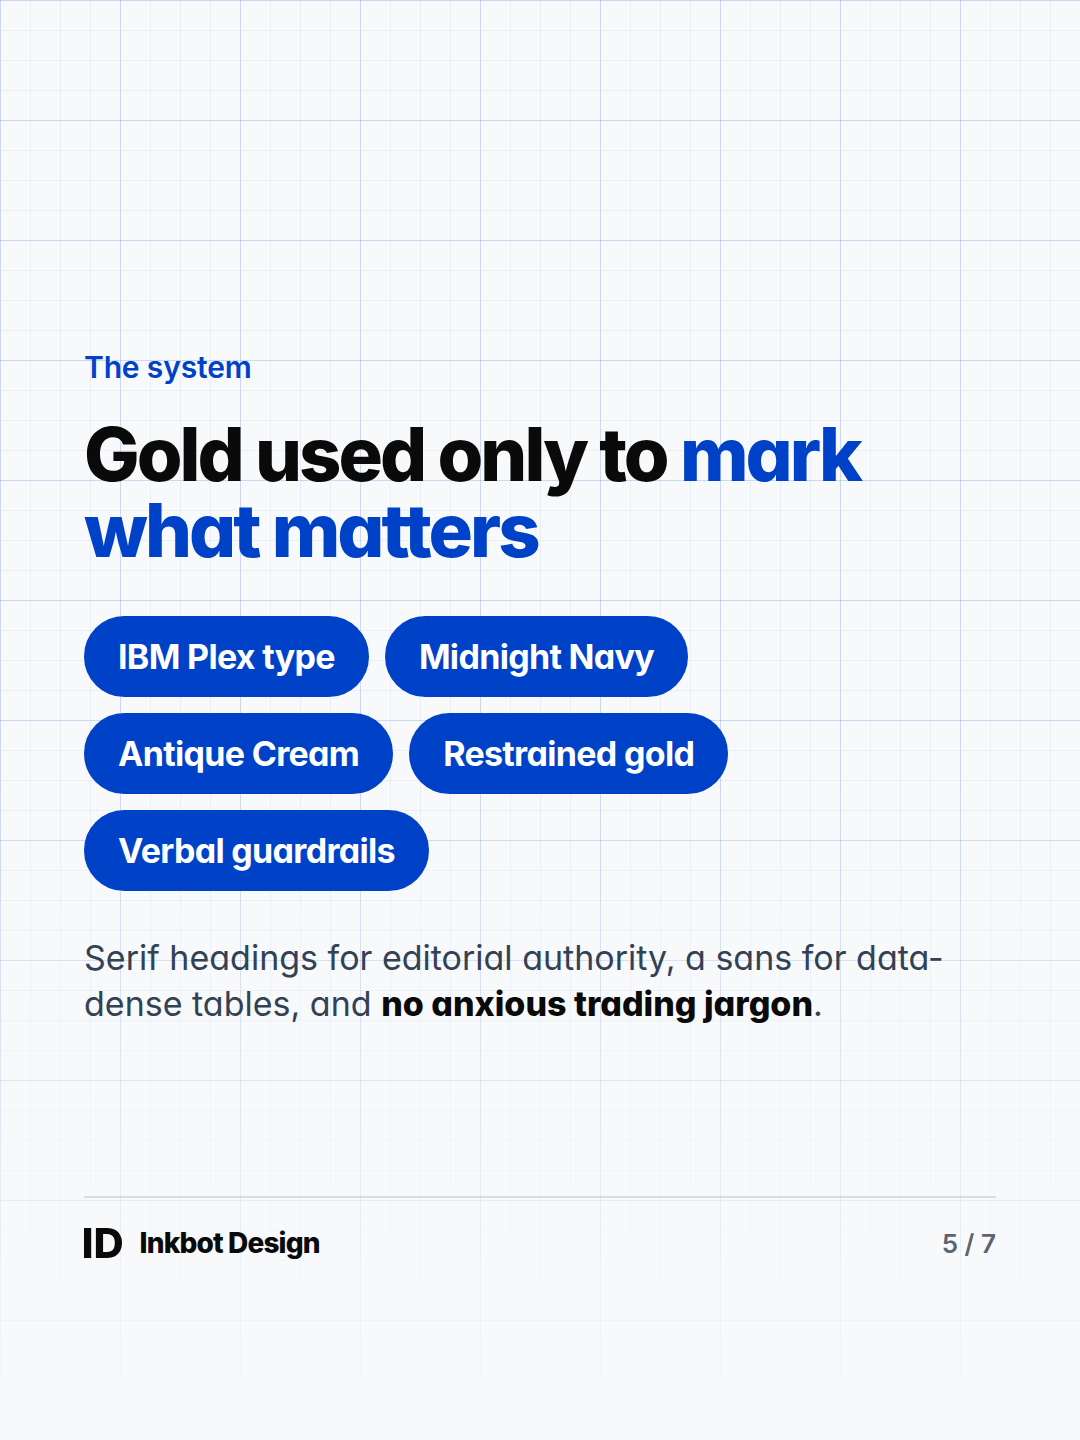 The system
Gold used only to mark
what matters
IBM Plex type
Midnight Navy
Antique Cream
Restrained gold
Verbal guardrails
Serif headings for editorial authority, a sans for data-
dense tables, and no anxious trading jargon.
ID Inkbot Design
5 / 7